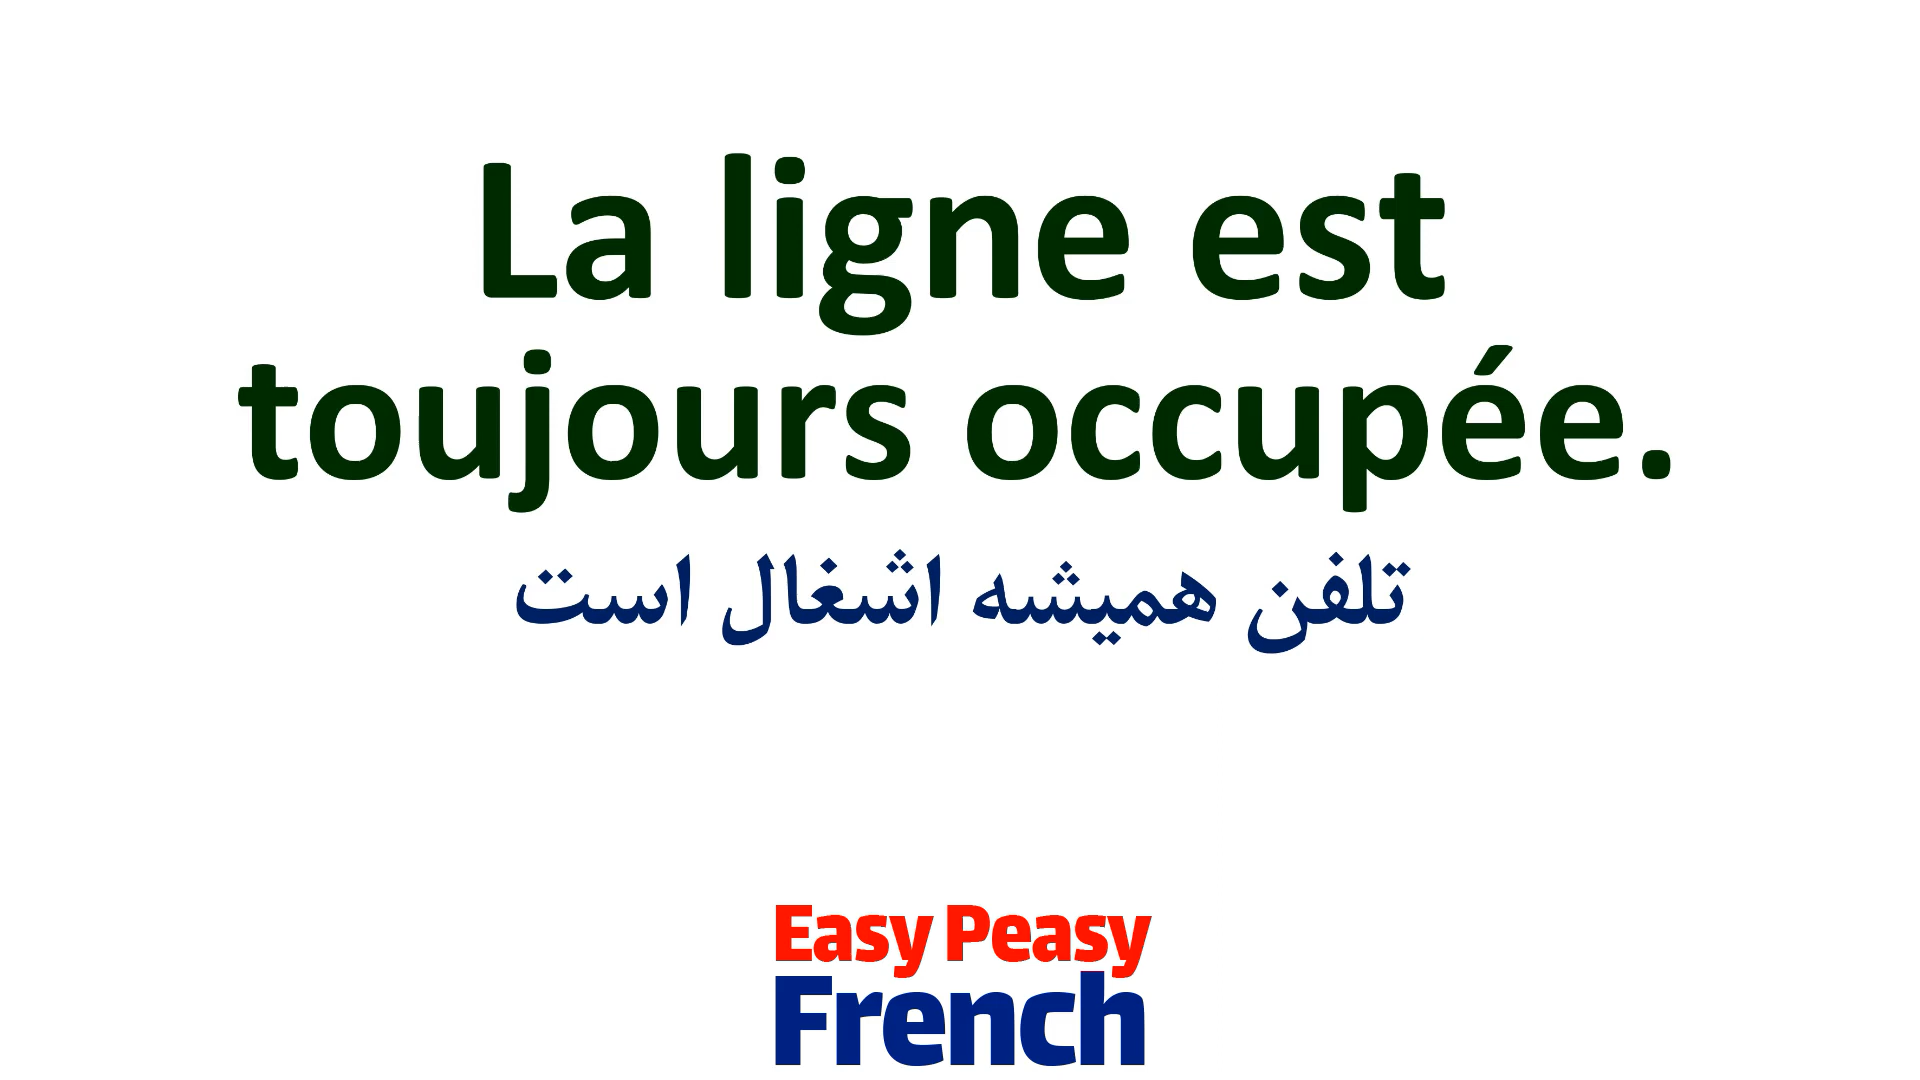 La ligne est
toujours occupée.
تلفن همیشه اشغال است
Easy Peasy
French